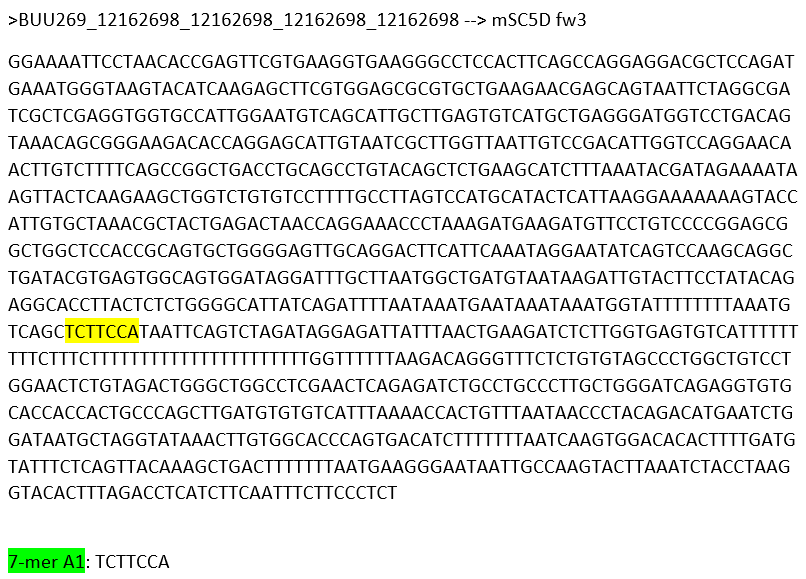 >BUU269_12162698_12162698_12162698_12162698 --> mSC5D fw3
GGAAAATTCCTAACACCGAGTTCGTGAAGGTGAAGGGCCTCCACTTCAGCCAGGAGGACGCTCCAGAT
GAAATGGGTAAGTACATCAAGAGCTTCGTGGAGCGCGTGCTGAAGAACGAGCAGTAATTCTAGGCGA
TCGCTCGAGGTGGTGCCATTGGAATGTCAGCATTGCTTGAGTGTCATGCTGAGGGATGGTCCTGACAG
TAAACAGCGGGAAGACACCAGGAGCATTGTAATCGCTTGGTTAATTGTCCGACATTGGTCCAGGAACA
ACTTGTCTTTTCAGCCGGCTGACCTGCAGCCTGTACAGCTCTGAAGCATCTTTAAATACGATAGAAAATA
AGTTACTCAAGAAGCTGGTCTGTGTCCTTTTGCCTTAGTCCATGCATACTCATTAAGGAAAAAAAGTACC
ATTGTGCTAAACGCTACTGAGACTAACCAGGAAACCCTAAAGATGAAGATGTTCCTGTCCCCGGAGCG
GCTGGCTCCACCGCAGTGCTGGGGAGTTGCAGGACTTCATTCAAATAGGAATATCAGTCCAAGCAGGC
TGATACGTGAGTGGCAGTGGATAGGATTTGCTTAATGGCTGATGTAATAAGATTGTACTTCCTATACAG
AGGCACCTTACTCTCTGGGGCATTATCAGATTTTAATAAATGAATAAATAAATGGTATTTTTTTTAAATG
TCAGCTCTTCCATAATTCAGTCTAGATAGGAGATTATTTAACTGAAGATCTCTTGGTGAGTGTCATTTTTT
TTTCTTTCTTTTTTTTTTTTTTTTTTTTTTGGTTTTTTAAGACAGGGTTTCTCTGTGTAGCCCTGGCTGTCCT
GGAACTCTGTAGACTGGGCTGGCCTCGAACTCAGAGATCTGCCTGCCCTTGCTGGGATCAGAGGTGTG
CACCACCACTGCCCAGCTTGATGTGTGTCATTTAAAACCACTGTTTAATAACCCTACAGACATGAATCTG
GATAATGCTAGGTATAAACTTGTGGCACCCAGTGACATCTTTTTTTAATCAAGTGGACACACTTTTGATG
TATTTCTCAGTTACAAAGCTGACTTTTTTTAATGAAGGGAATAATTGCCAAGTACTTAAATCTACCTAAG
GTACACTTTAGACCTCATCTTCAATTTCTTCCCTCT
7-mer A1: TCTTCCA